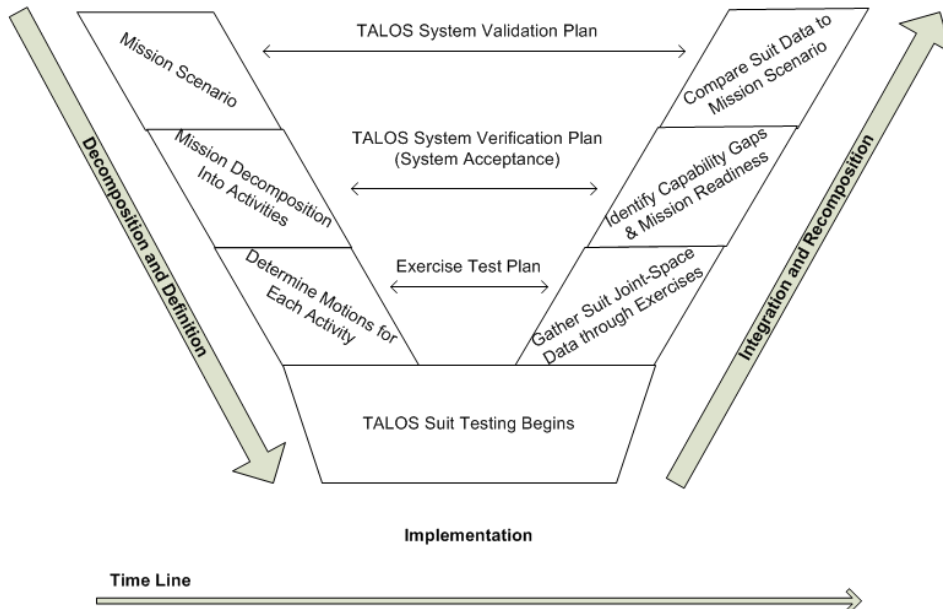 TALOS System Validation Plan
Mission Scenario
Compare Suit Data to
Mission Scenario
TALOS System Verification Plan
(System Acceptance)
Mission Decomposition
Into Activities
Identify Capability Gaps
& Mission Readiness
Decomposition and Definition
Integration and Recomposition
Exercise Test Plan
Determine Motions for
Each Activity
Gather Suit Joint-Space
Data through Exercises
TALOS Suit Testing Begins
Implementation
Time Line